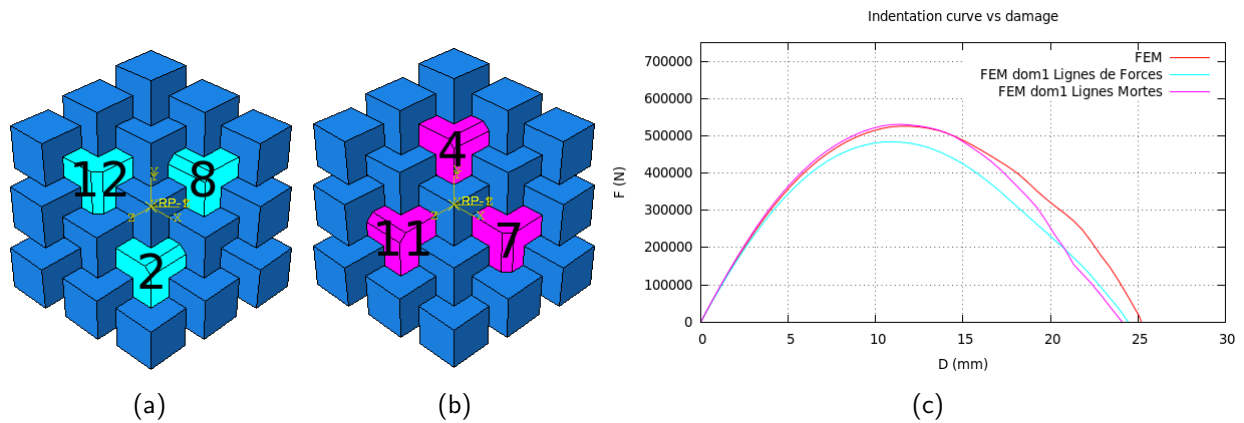 12
8
2
Y
RP-1
Z
X
(a)
4
11
7
Y
RP-1
Z
X
(b)
Indentation curve vs damage
FEM
FEM dom1 Lignes de Forces
FEM dom1 Lignes Mortes
F (N)
700000
600000
500000
400000
300000
200000
100000
0
0 5 10 15 20 25 30
D (mm)
(c)